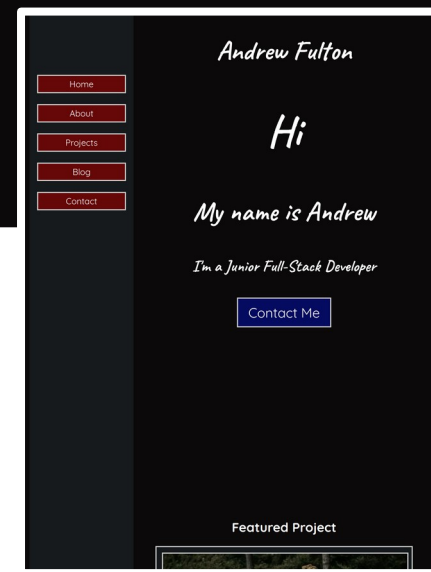 Andrew Fulton
Home
About
Projects
Blog
Contact
Hi
My name is Andrew
I'm a Junior Full-Stack Developer
Contact Me
Featured Project